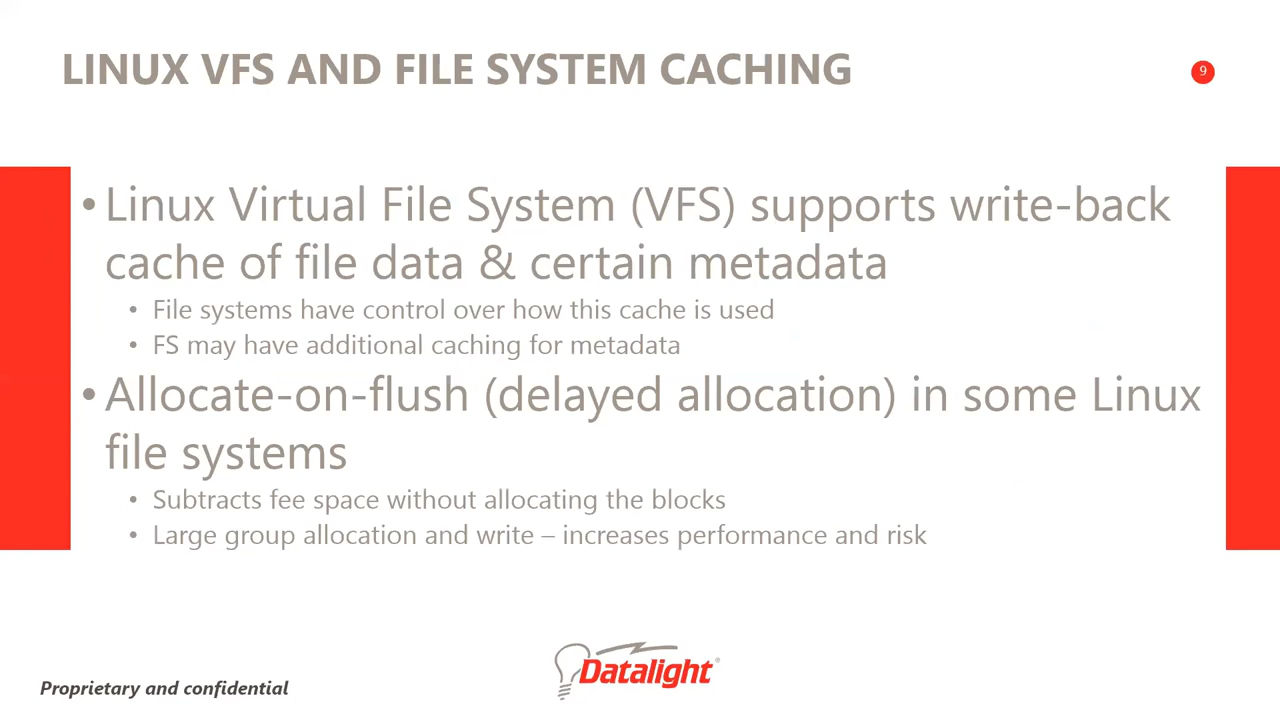 LINUX VFS AND FILE SYSTEM CACHING
9
• Linux Virtual File System (VFS) supports write-back
cache of file data & certain metadata
• File systems have control over how this cache is used
• FS may have additional caching for metadata
• Allocate-on-flush (delayed allocation) in some Linux
file systems
• Subtracts fee space without allocating the blocks
• Large group allocation and write – increases performance and risk
Datalight®
Proprietary and confidential